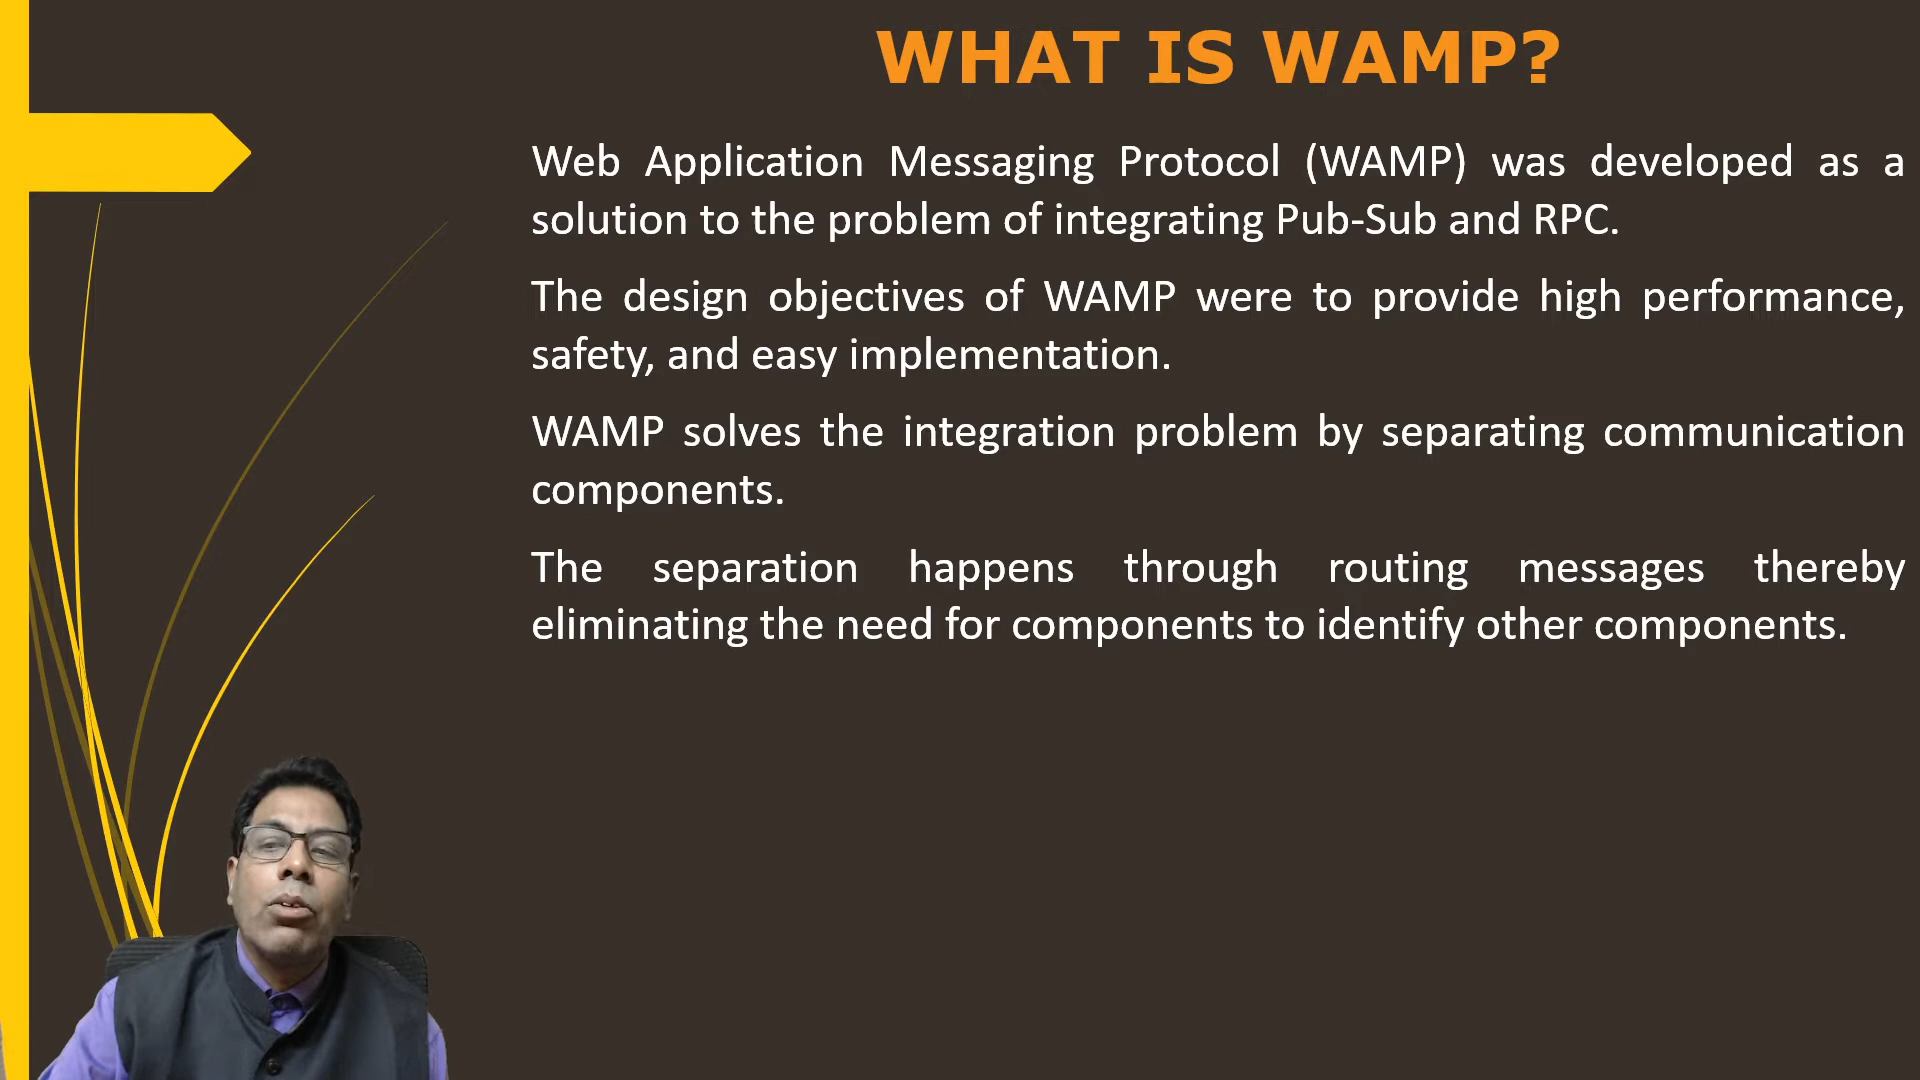 WHAT IS WAMP?
Web Application Messaging Protocol (WAMP) was developed as a
solution to the problem of integrating Pub-Sub and RPC.
The design objectives of WAMP were to provide high performance,
safety, and easy implementation.
WAMP solves the integration problem by separating communication
components.
The separation happens through routing messages thereby
eliminating the need for components to identify other components.